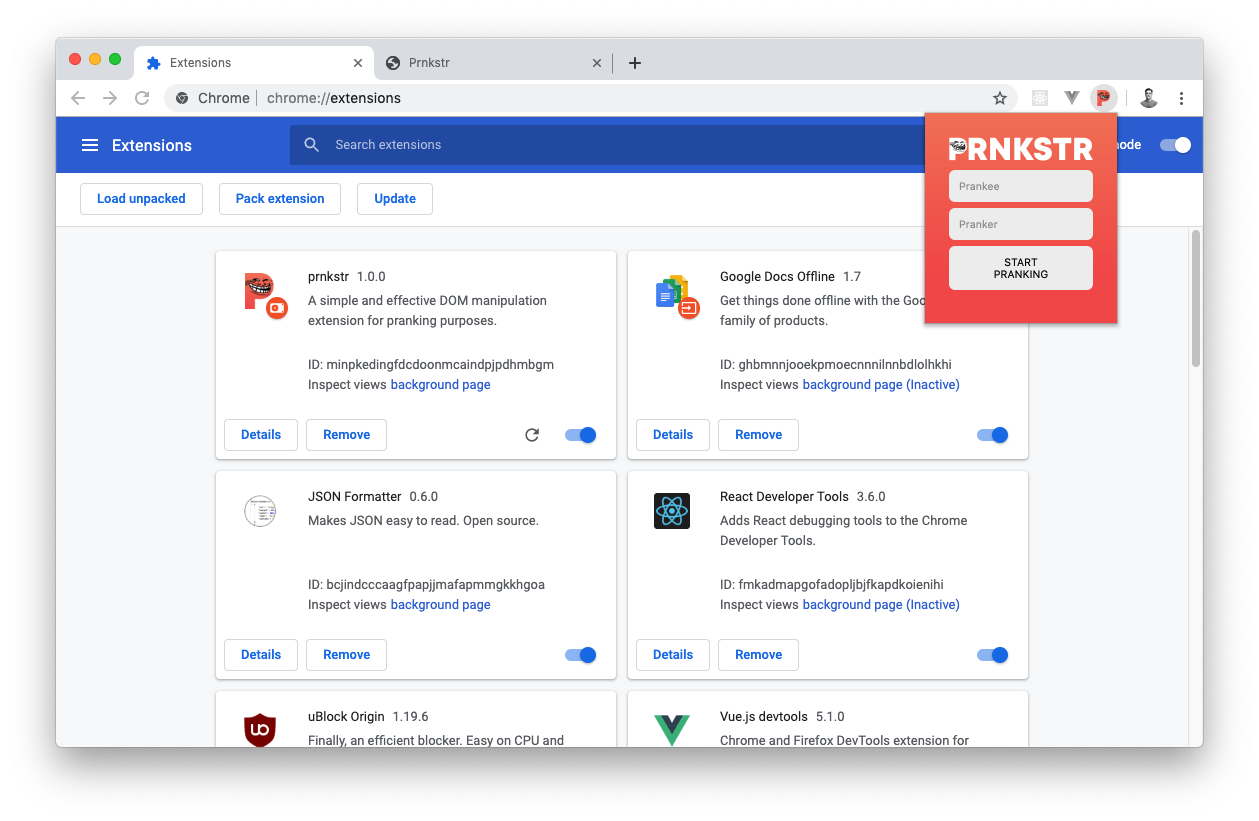 Extensions
Prnkstr
Chrome
chrome://extensions
Extensions
Search extensions
PRNKSTR
Prankee
Ranker
START
PRANKING
Load unpacked
Pack extension
Update
prnkstr 1.0.0
A simple and effective DOM manipulation
extension for pranking purposes.
ID: minpkedingfdcdoonmcaindpjpdhmbgm
Inspect views background page
Details
Remove
Google Docs Offline 1.7
Get things done offline with the
family of products.
ID: ghbmnnjooekpmoecnnnilnnbdlolhkhi
Inspect views background page (Inactive)
Details
Remove
JSON Formatter 0.6.0
Makes JSON easy to read. Open source.
ID: bcjindcccaagfpapjjmafapmmgkkhgoa
Inspect views background page
Details
Remove
React Developer Tools 3.6.0
Adds React debugging tools to the Chrome
Developer Tools.
ID: fmkadmapgofadopljbjfkapdkoienihi
Inspect views background page (Inactive)
Details
Remove
uBlock Origin 1.19.6
Finally, an efficient blocker. Easy on CPU and
Vue.js devtools 5.1.0
Chrome and Firefox DevTools extension for